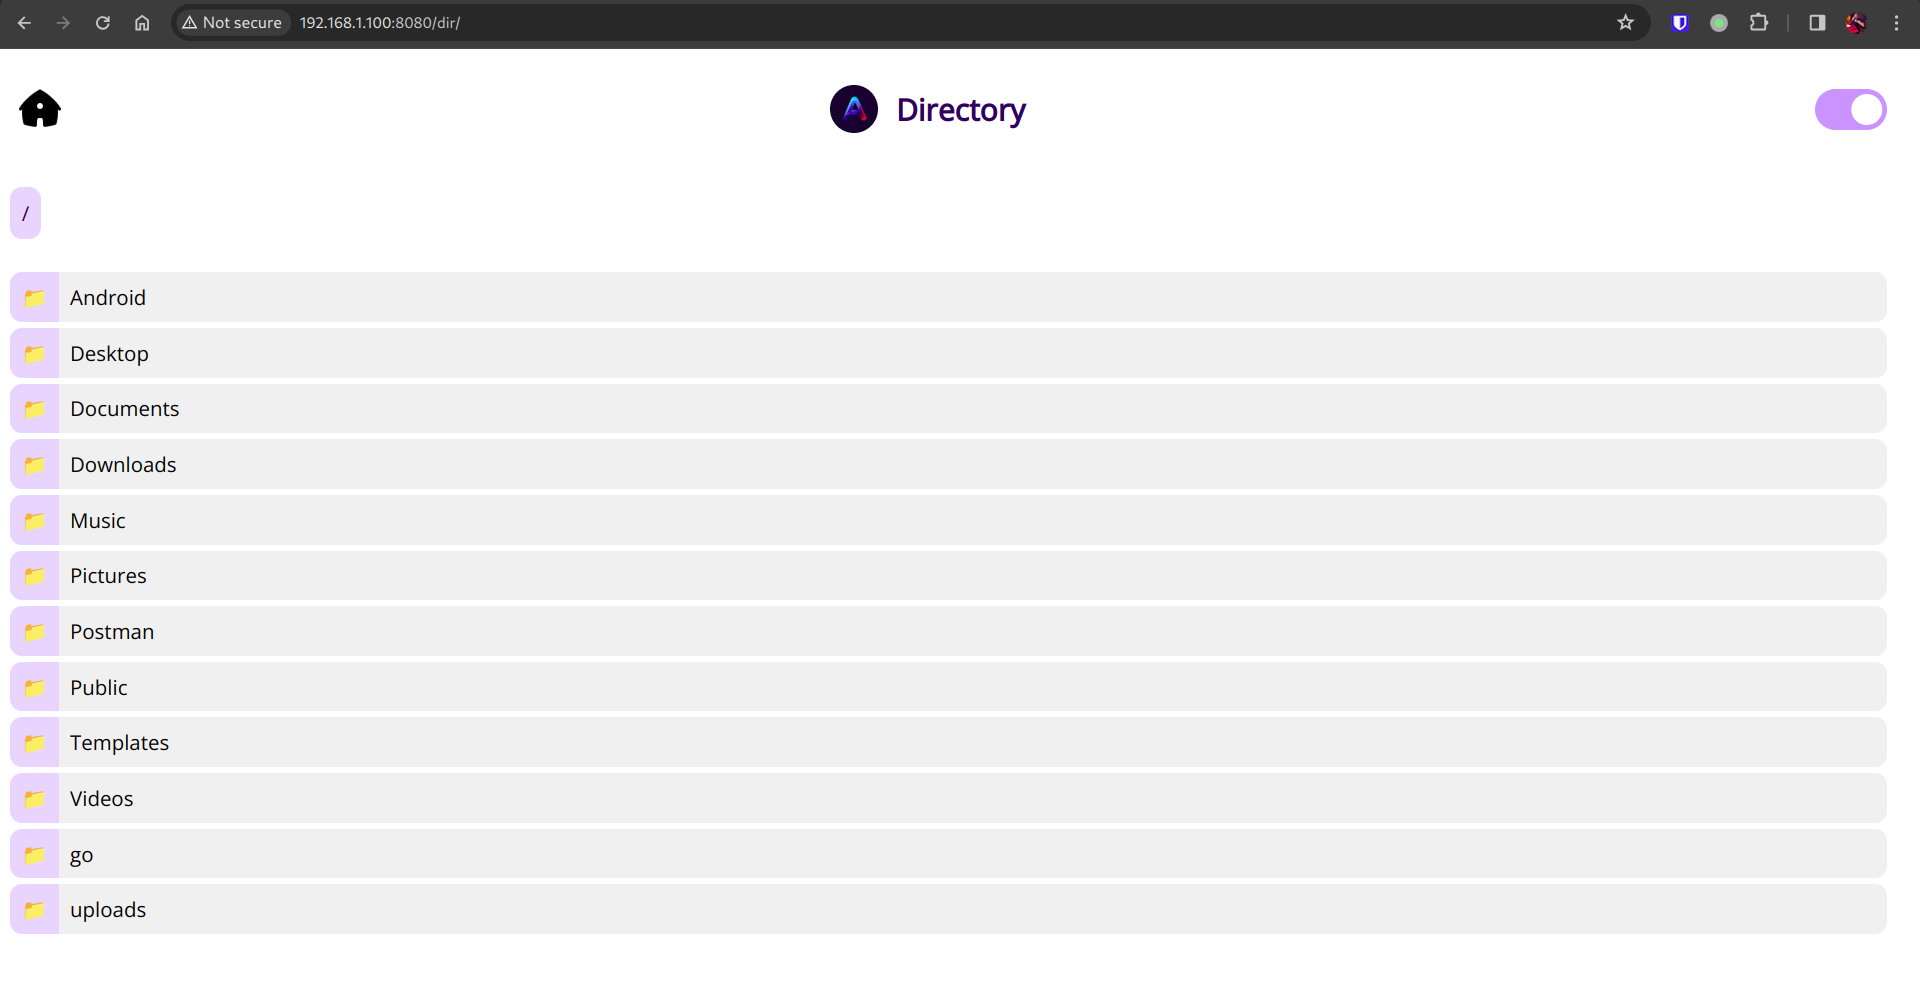 Not secure 192.168.1.100:8080/dir/
Directory
/
Android
Desktop
Documents
Downloads
Music
Pictures
Postman
Public
Templates
Videos
go
uploads